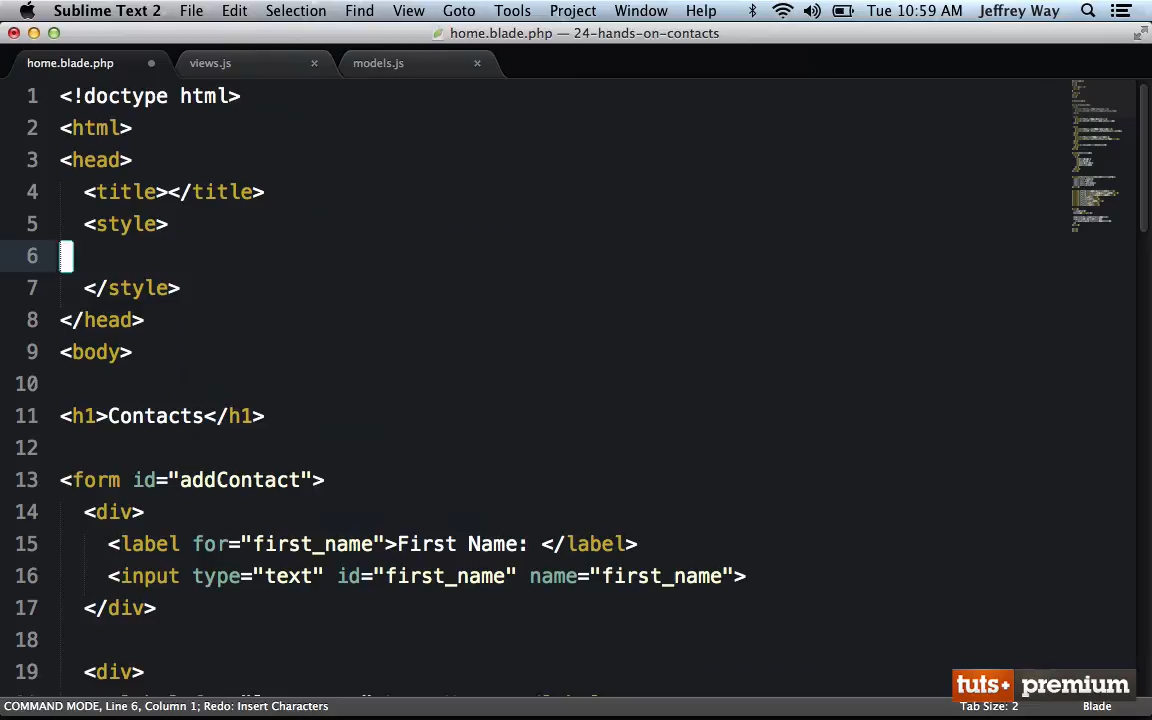 Sublime Text 2 File Edit Selection Find View Goto Tools Project Window Help Tue 10:59 AM Jeffrey Way
home.blade.php — 24-hands-on-contacts
home.blade.php views.js models.js
1 <!doctype html>
2 <html>
3 <head>
4 <title></title>
5 <style>
6
7 </style>
8 </head>
9 <body>
10
11 <h1>Contacts</h1>
12
13 <form id="addContact">
14 <div>
15 <label for="first_name">First Name: </label>
16 <input type="text" id="first_name" name="first_name">
17 </div>
18
19 <div>
tuts+ premium
COMMAND MODE, Line 6, Column 1; Redo: Insert Characters Tab Size: 2 Blade